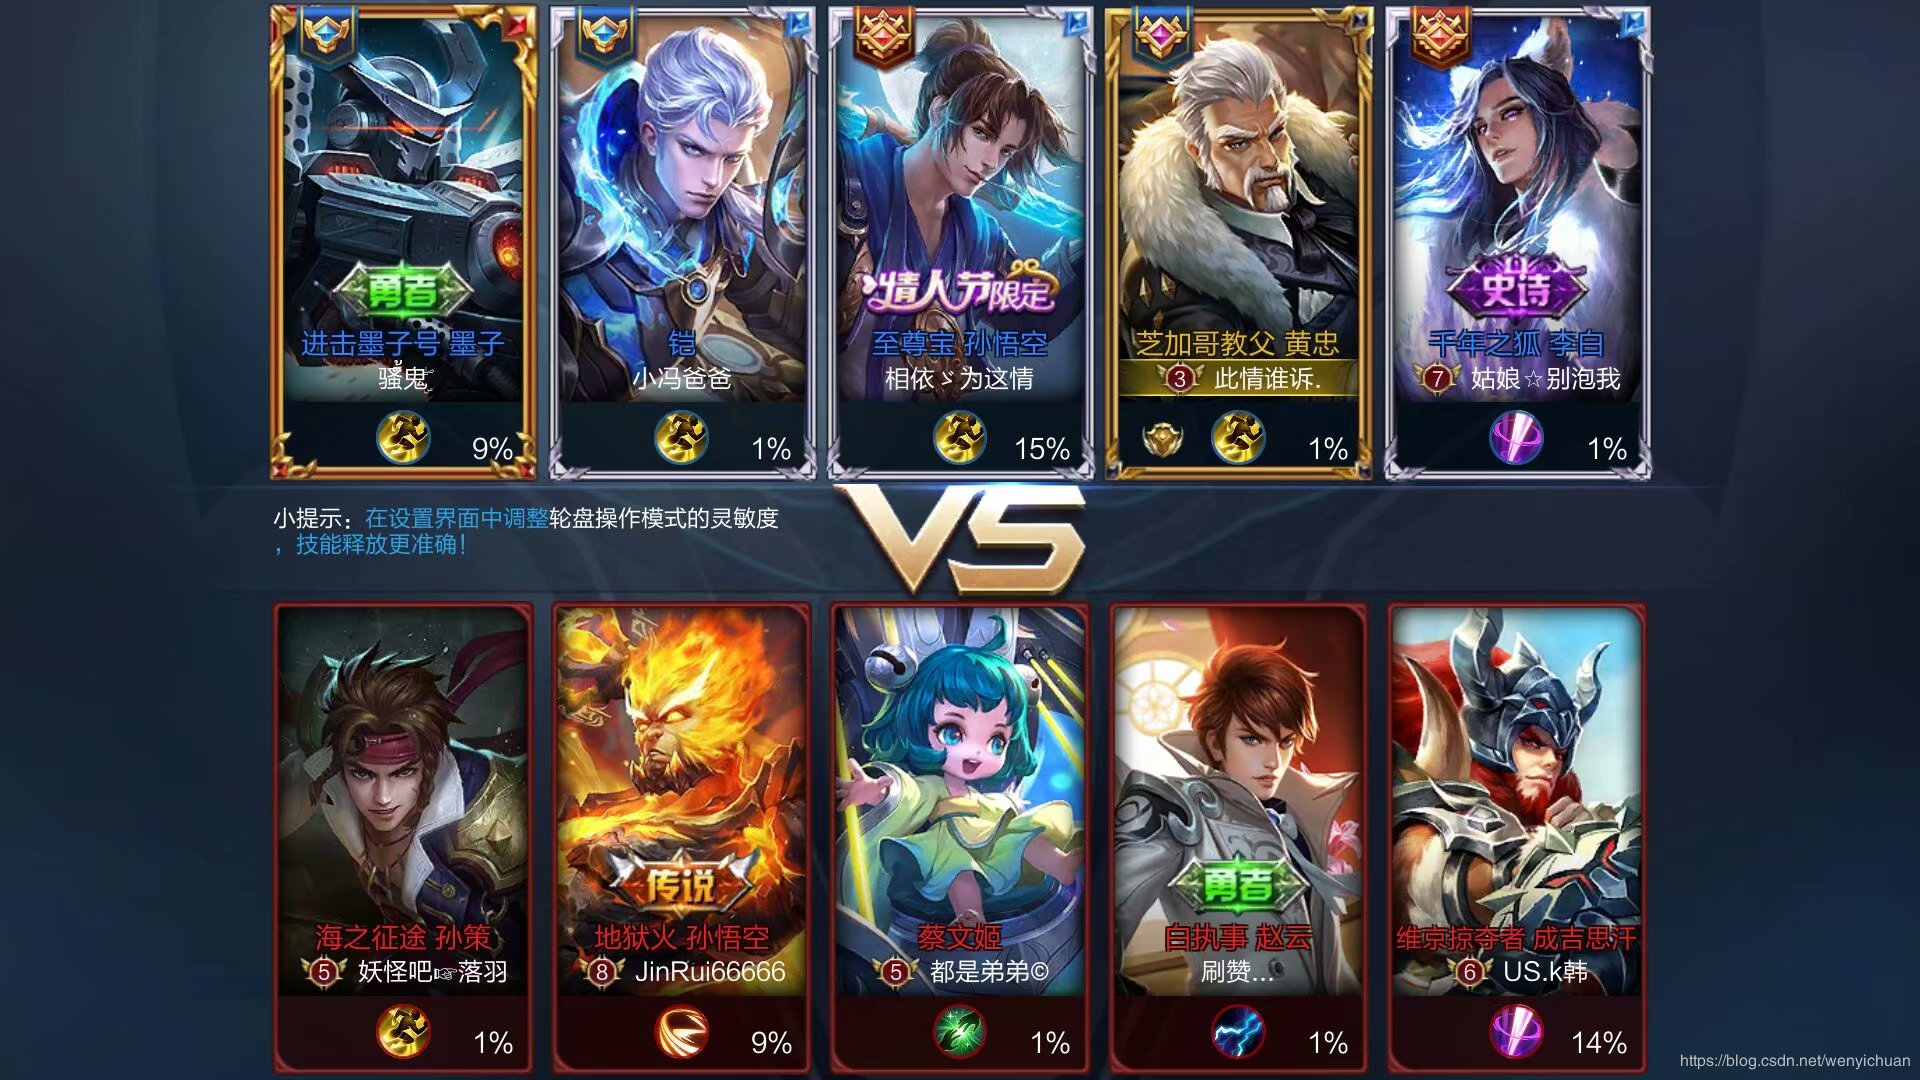 勇者
情人节限定
史诗
进击墨子号 墨子
铠
至尊宝 孙悟空
芝加哥教父 黄忠
千年之狐 李白
骚鬼
小冯爸爸
相依ゞ为这情
3 此情谁诉.
7 姑娘☆别泡我
9%
1%
15%
1%
1%
小提示：在设置界面中调整轮盘操作模式的灵敏度
，技能释放更准确！
VS
传说
勇者
海之征途 孙策
地狱火 孙悟空
蔡文姬
白执事 赵云
维京掠夺者 成吉思汗
5 妖怪吧☞落羽
8 JinRui66666
5 都是弟弟©
刷赞...
6 US.k韩
1%
9%
1%
1%
14%
https://blog.csdn.net/wenyichuan